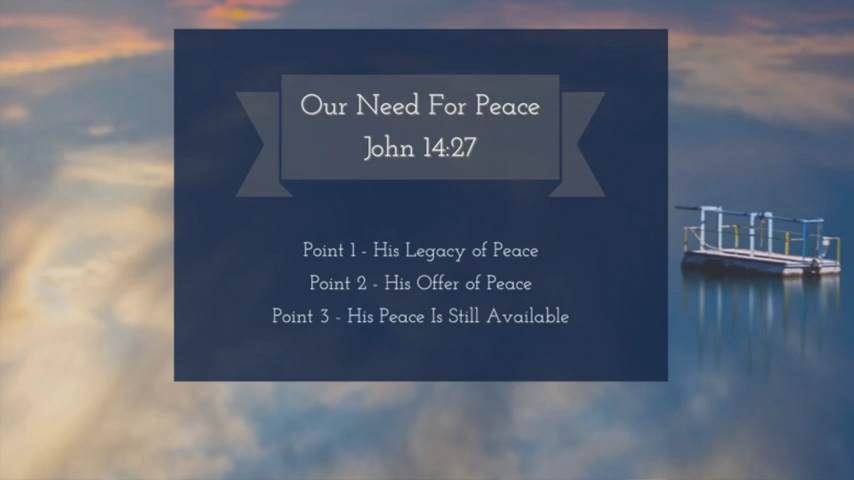 Our Need For Peace
John 14:27
Point 1 - His Legacy of Peace
Point 2 - His Offer of Peace
Point 3 - His Peace Is Still Available